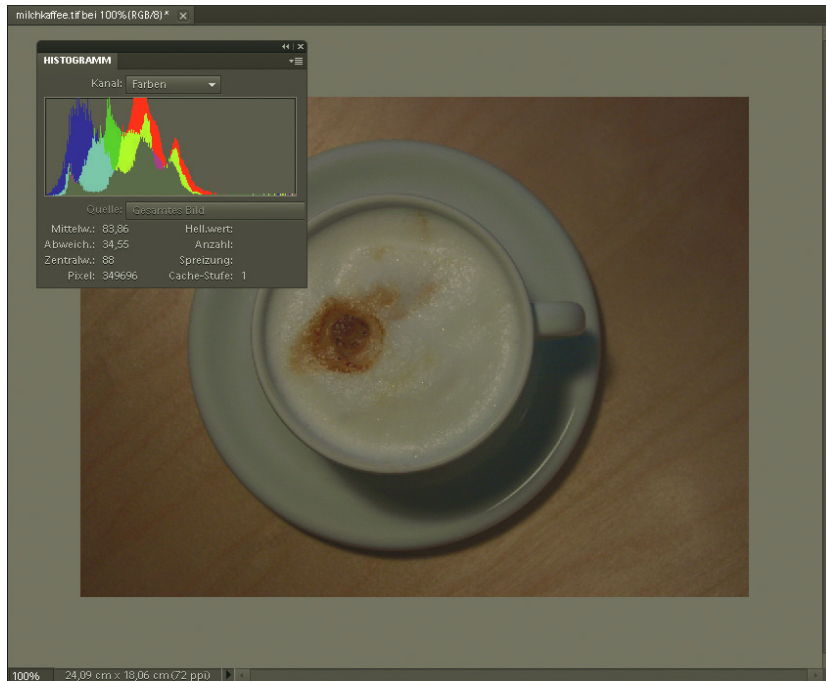 milchkaffee.tif bei 100% (RGB/8) *
HISTOGRAMM
Kanal: Farben
Quelle: Gesamtes Bild
Mittelw.: 83,86 Hell.wert:
Abweich.: 34,55 Anzahl:
Zentralw.: 88 Spreizung:
Pixel: 349696 Cache-Stufe: 1
100% 24,09 cm x 18,06 cm (72 ppi)